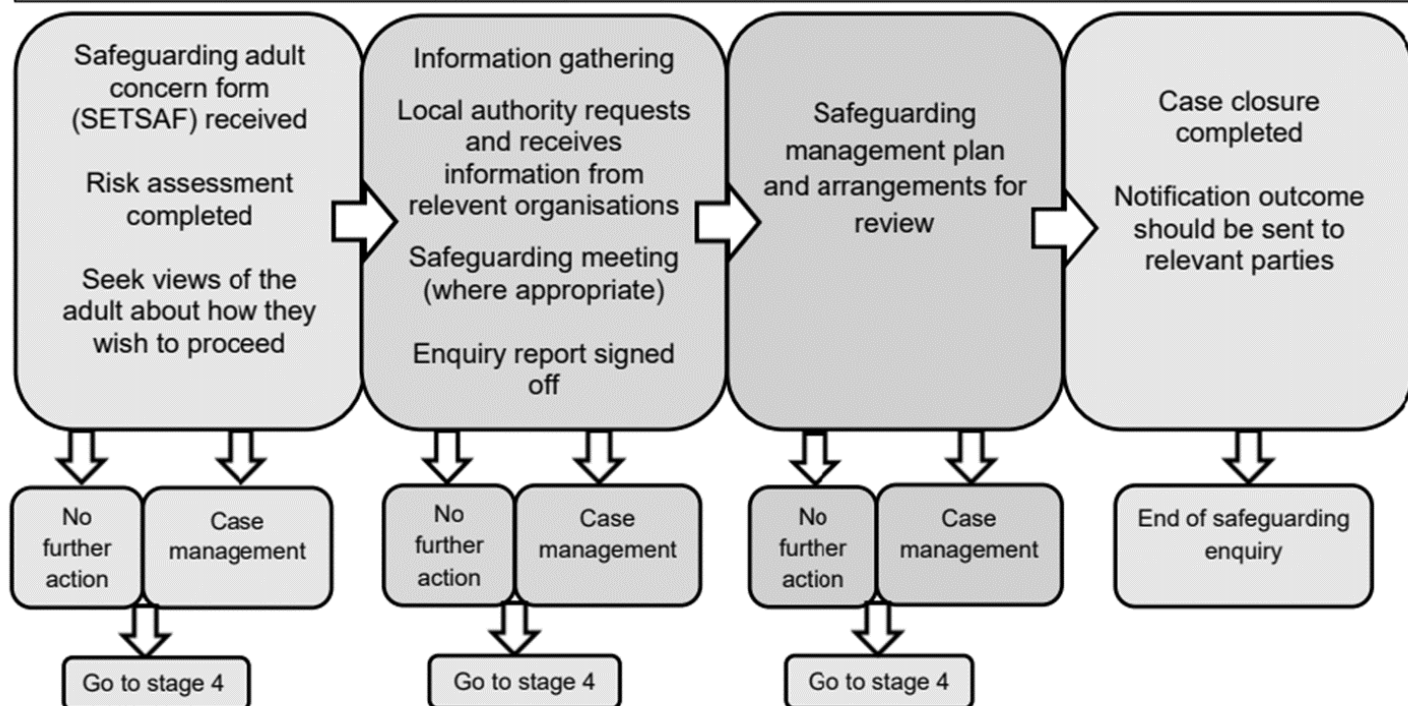 Safeguarding adult
concern form
(SETSAF) received
Risk assessment
completed
Seek views of the
adult about how they
wish to proceed
Information gathering
Local authority requests
and receives
information from
relevent organisations
Safeguarding meeting
(where appropriate)
Enquiry report signed
off
Safeguarding
management plan
and arrangements for
review
Case closure
completed
Notification outcome
should be sent to
relevant parties
No
further
action
Case
management
Go to stage 4
No
further
action
Case
management
Go to stage 4
No
further
action
Case
management
Go to stage 4
End of safeguarding
enquiry